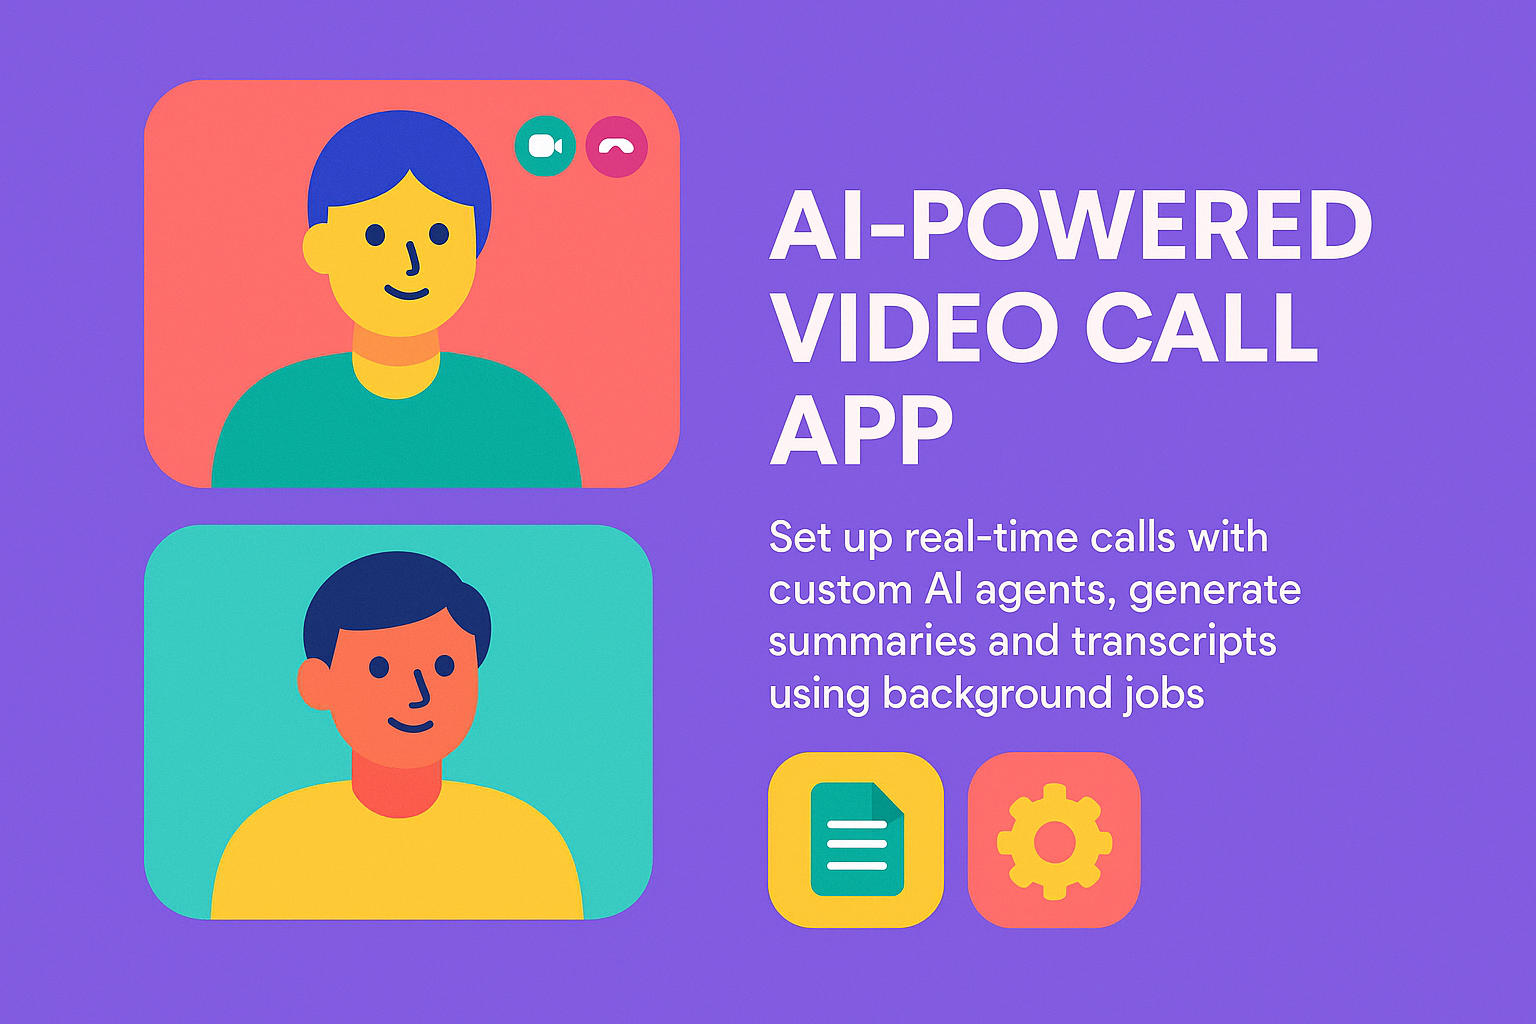 AI-POWERED
VIDEO CALL
APP
Set up real-time calls with
custom AI agents, generate
summaries and transcripts
using background jobs